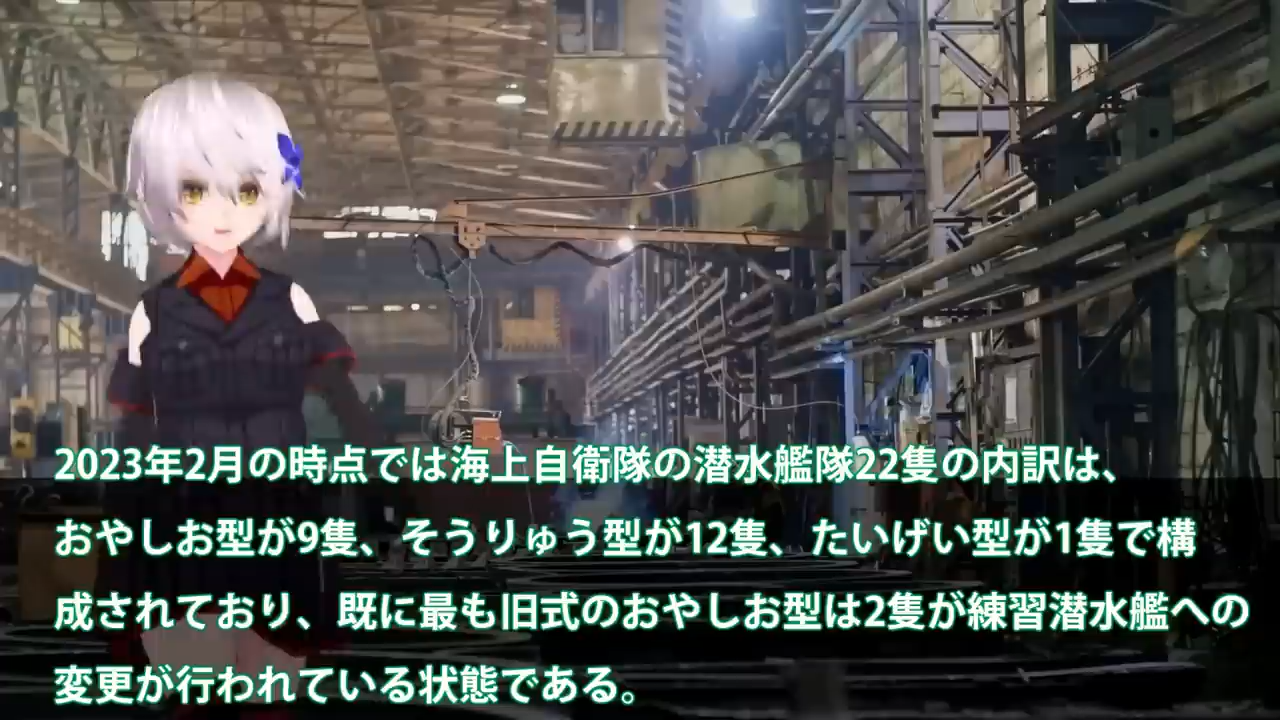 2023年2月の時点では海上自衛隊の潜水艦隊22隻の内訳は、
おやしお型が9隻、そうりゅう型が12隻、たいげい型が1隻で構
成されており、既に最も旧式のおやしお型は2隻が練習潜水艦への
変更が行われている状態である。